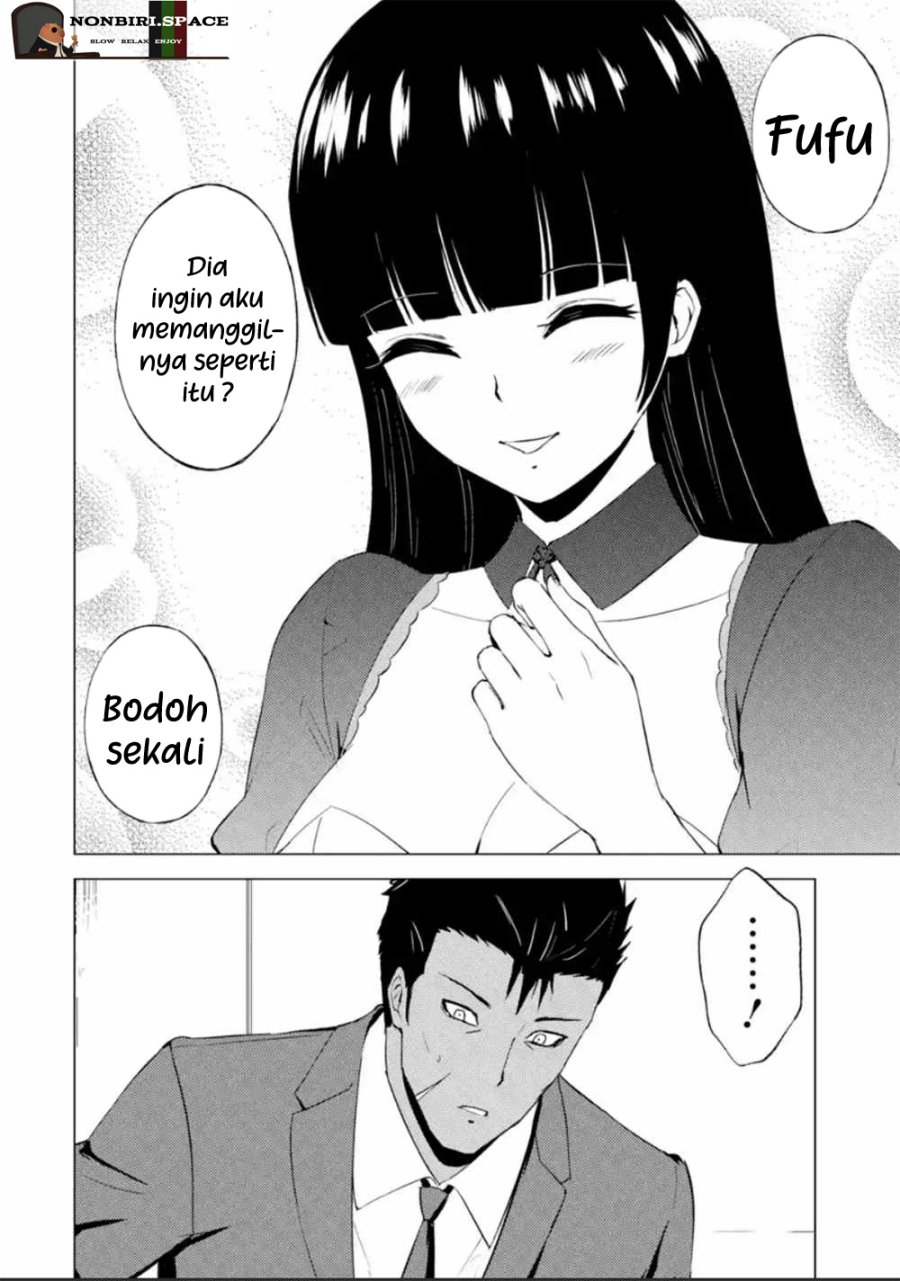 NONBIRI.SPACE
SLOW RELAX ENJOY
Fufu
Dia
ingin aku
memanggil-
nya seperti
itu ?
Bodoh
sekali
......!